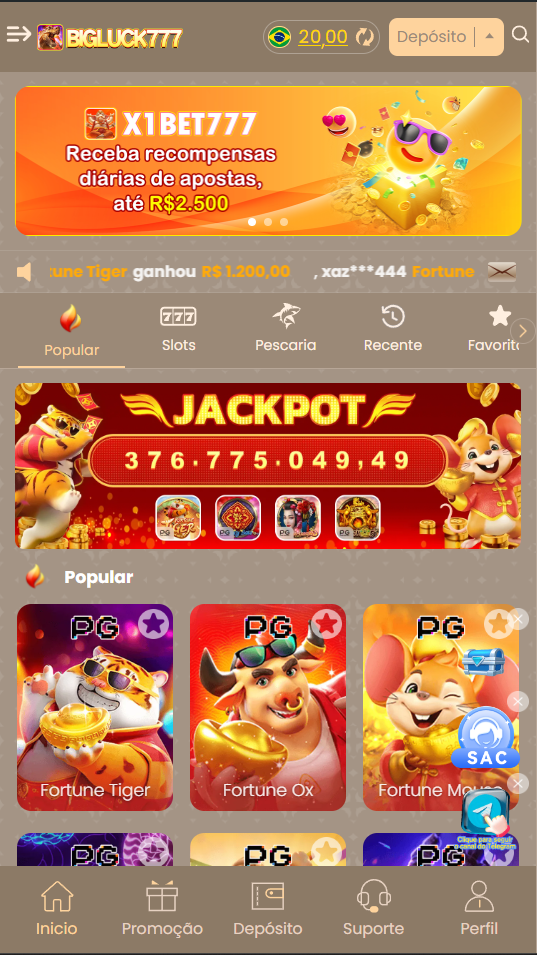 BIGLUCK777
20,00
Depósito
X1BET777
Receba recompensas
diárias de apostas,
até R$2.500
tune Tiger ganhou R$ 1.200,00 , xaz***444 Fortune
Popular
Slots
Pescaria
Recente
Favorito
JACKPOT
376.775.049,49
Popular
PG
PG
PG
Fortune Tiger
Fortune Ox
Fortune Mouse
SAC
Clique para seguir
o canal do Telegram
PG
PG
PG
Inicio
Promoção
Depósito
Suporte
Perfil